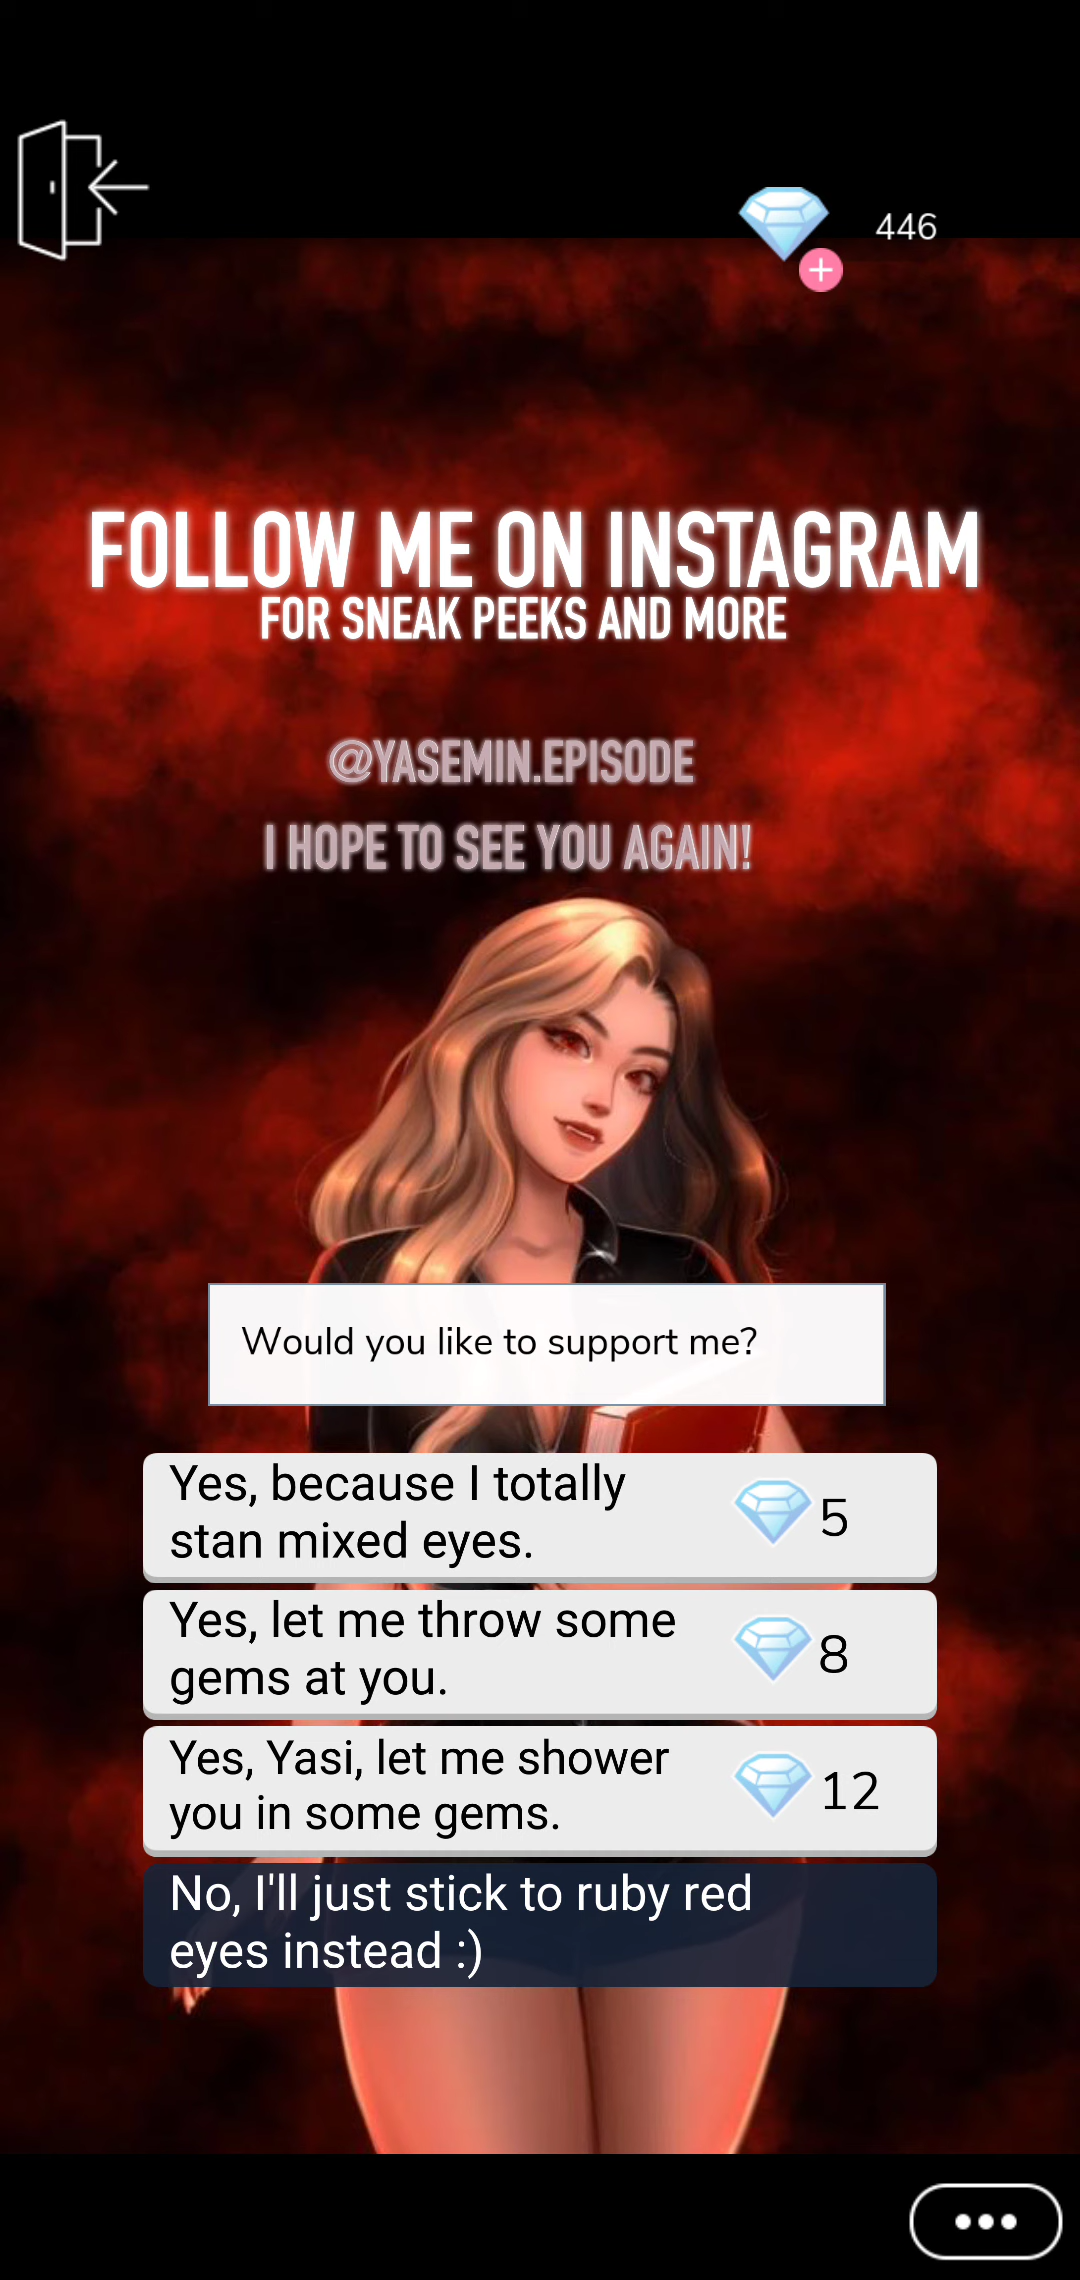 446
FOLLOW ME ON INSTAGRAM
FOR SNEAK PEEKS AND MORE
@YASEMIN.EPISODE
I HOPE TO SEE YOU AGAIN!
Would you like to support me?
Yes, because I totally
stan mixed eyes.
5
Yes, let me throw some
gems at you.
8
Yes, Yasi, let me shower
you in some gems.
12
No, I'll just stick to ruby red
eyes instead :)